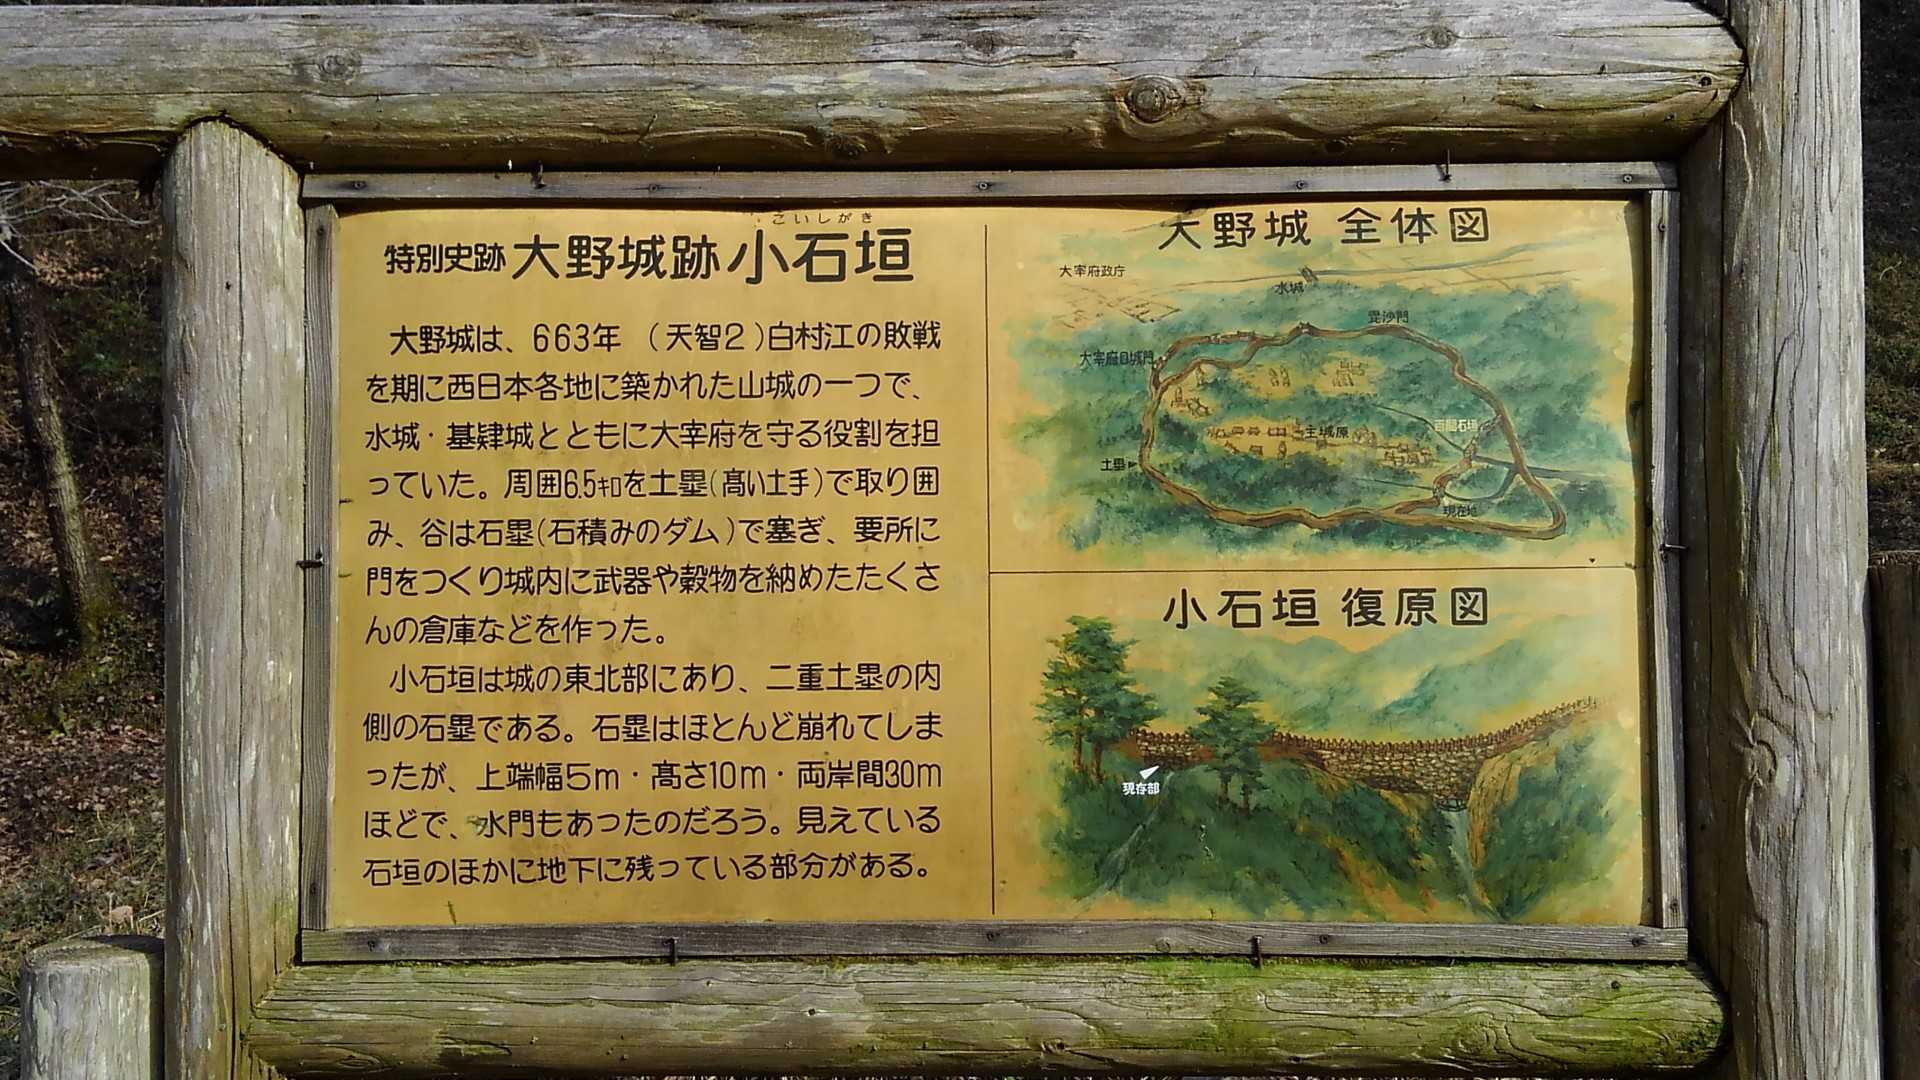 こいしがき
特別史跡 大野城跡 小石垣
大野城は、663年 (天智2)白村江の敗戦
を期に西日本各地に築かれた山城の一つで、
水城・基肄城とともに大宰府を守る役割を担
っていた。周囲6.5キロを土塁(高い土手)で取り囲
み、谷は石塁(石積みのダム)で塞ぎ、要所に
門をつくり城内に武器や穀物を納めたたくさ
んの倉庫などを作った。
小石垣は城の東北部にあり、二重土塁の内
側の石塁である。石塁はほとんど崩れてしま
ったが、上端幅5m・高さ10m・両岸間30m
ほどで、水門もあったのだろう。見えている
石垣のほかに地下に残っている部分がある。
大野城 全体図
大宰府政庁
水城
毘沙門
大宰府口城門
主城原
百間石垣
土塁
現在地
小石垣 復原図
現存部